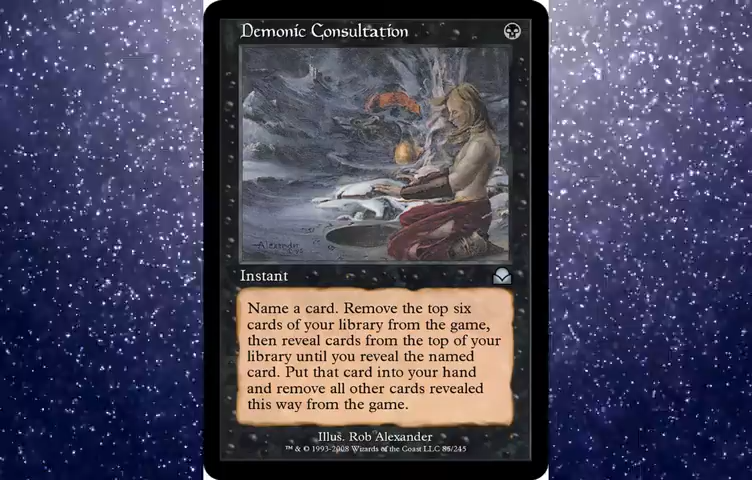 Demonic Consultation
Alexander
Instant
Name a card. Remove the top six
cards of your library from the game,
then reveal cards from the top of your
library until you reveal the named
card. Put that card into your hand
and remove all other cards revealed
this way from the game.
Illus. Rob Alexander
™ & © 1993-2008 Wizards of the Coast LLC 86/245